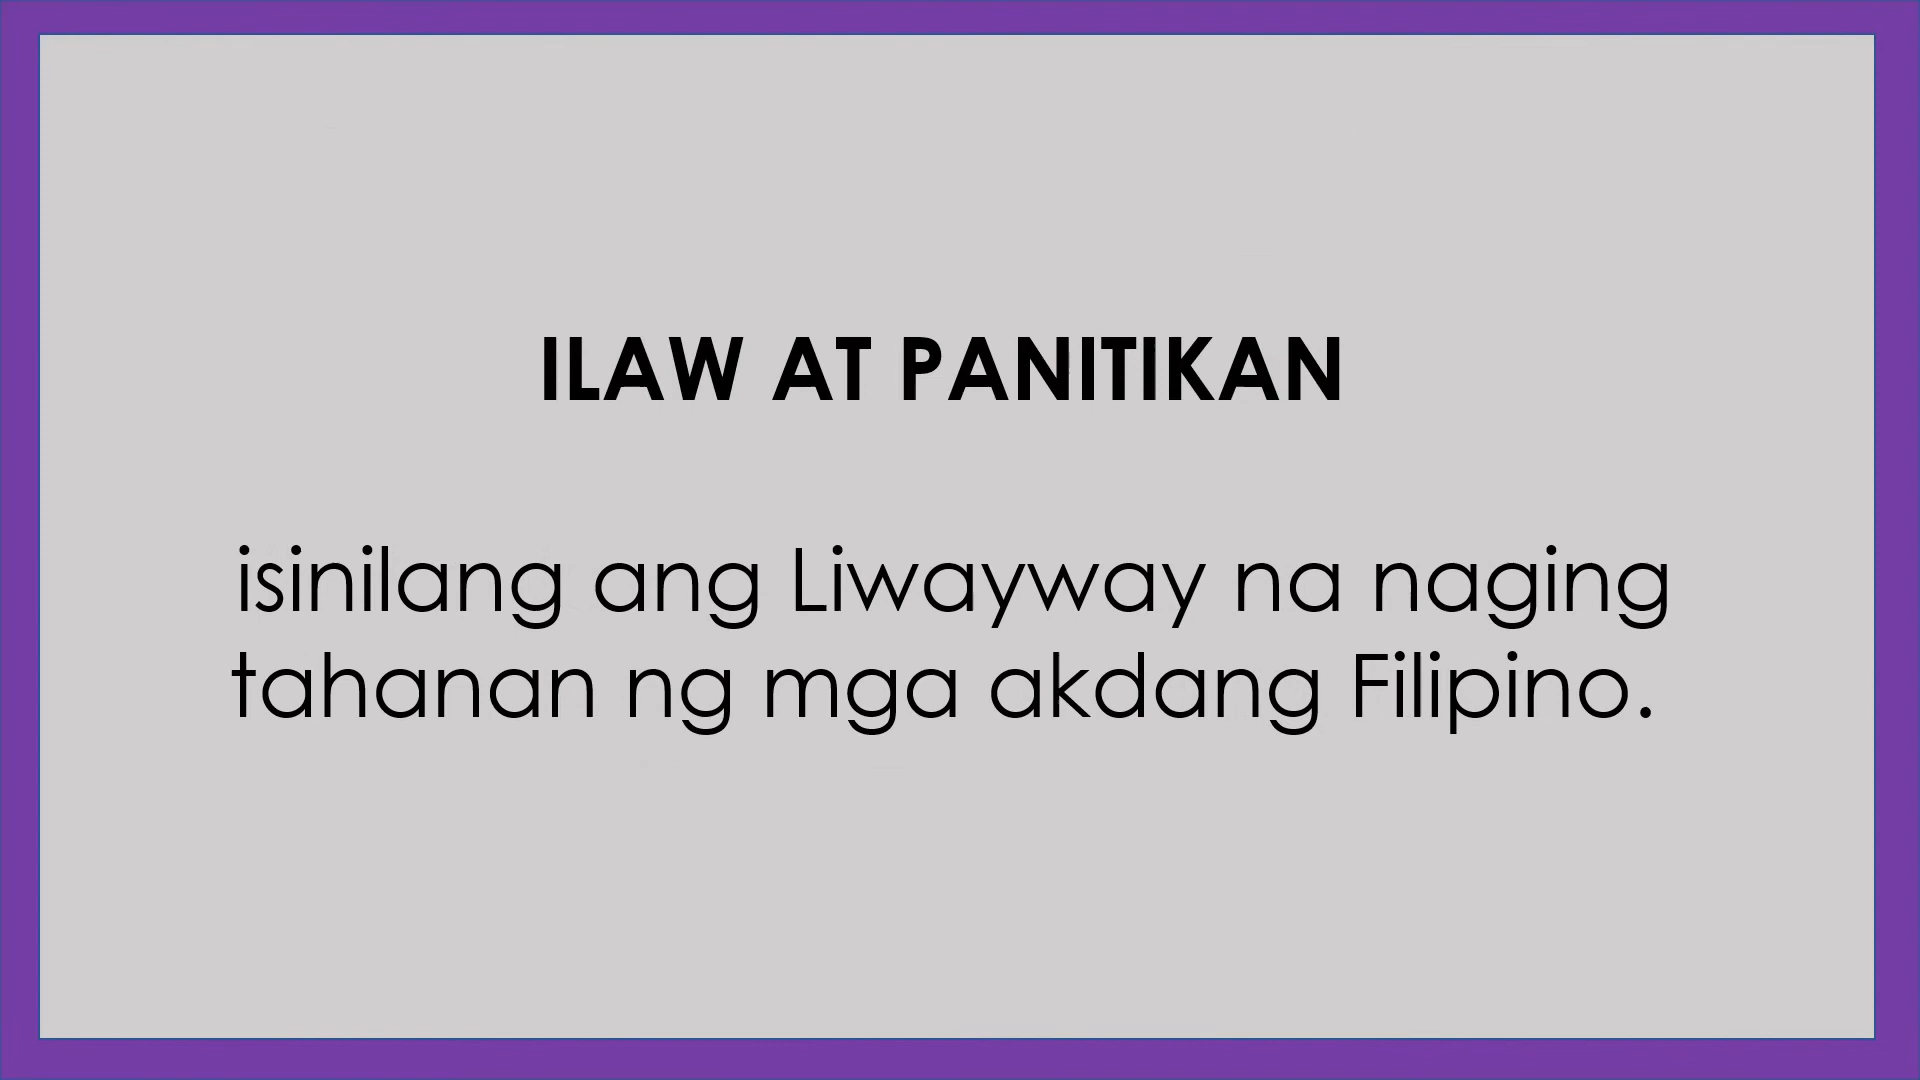 ILAW AT PANITIKAN
isinilang ang Liwayway na naging
tahanan ng mga akdang Filipino.